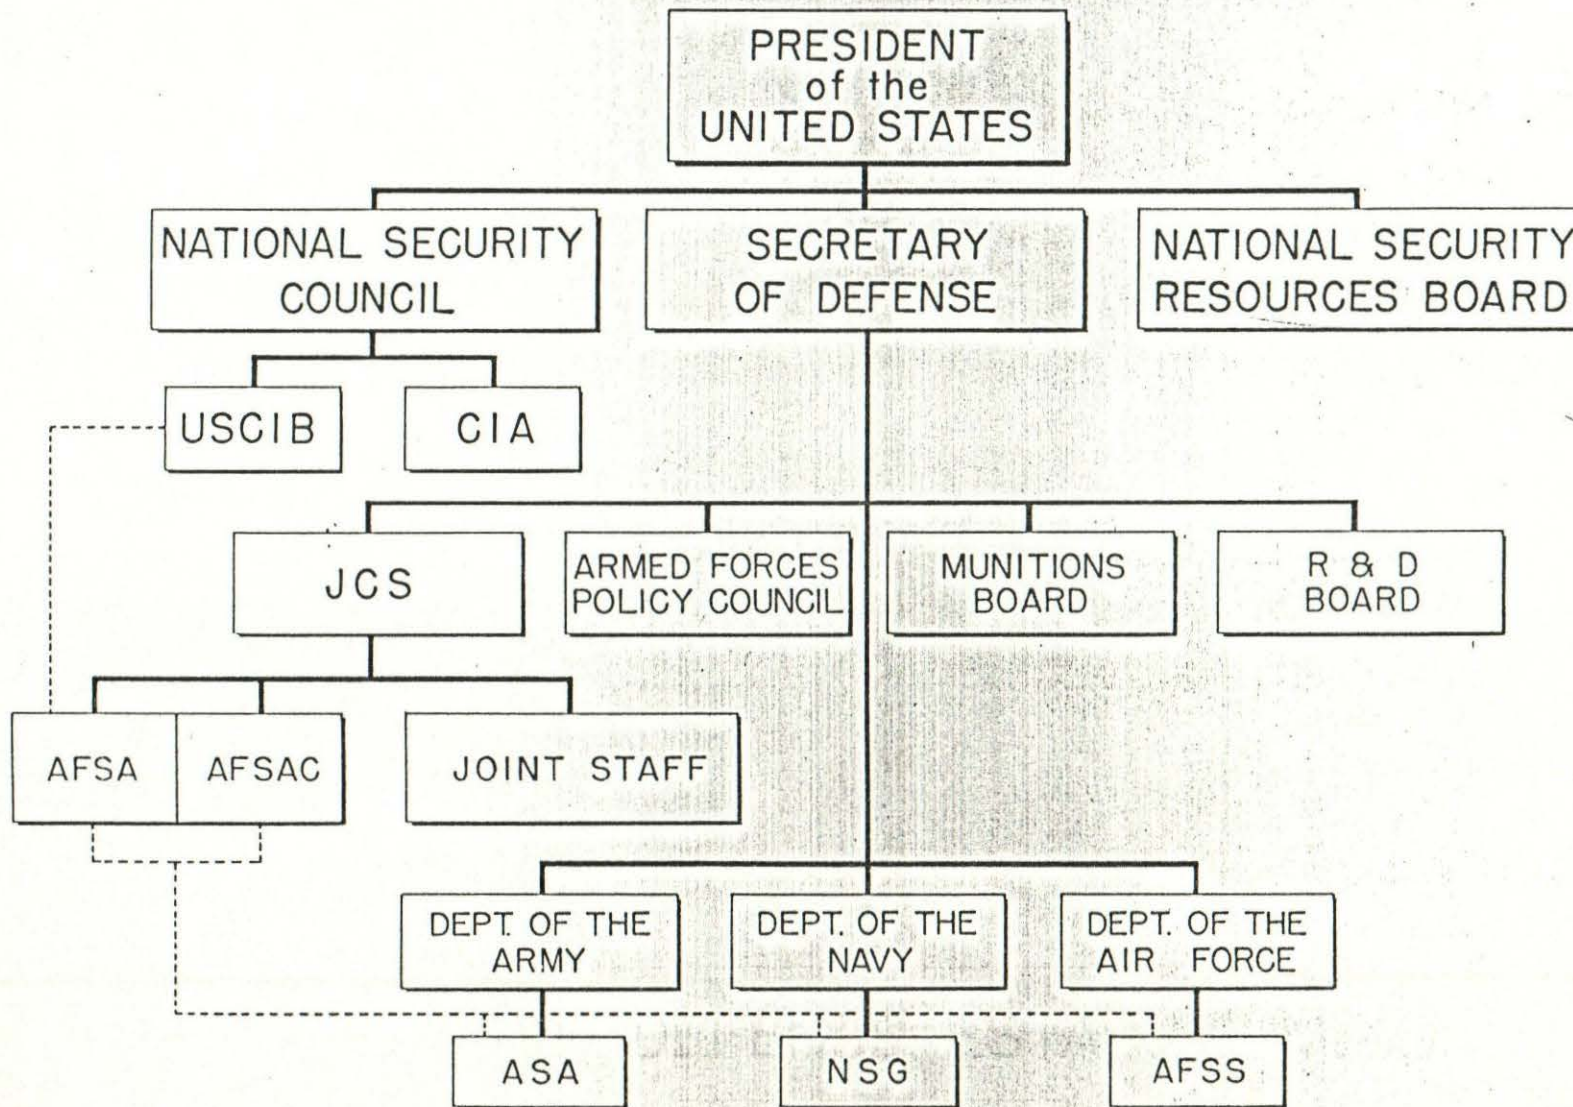 PRESIDENT
of the
UNITED STATES
NATIONAL SECURITY
COUNCIL
SECRETARY
OF DEFENSE
NATIONAL SECURITY
RESOURCES BOARD
USCIB
CIA
JCS
ARMED FORCES
POLICY COUNCIL
MUNITIONS
BOARD
R & D
BOARD
AFSA
AFSAC
JOINT STAFF
DEPT. OF THE
ARMY
DEPT. OF THE
NAVY
DEPT. OF THE
AIR FORCE
ASA
NSG
AFSS